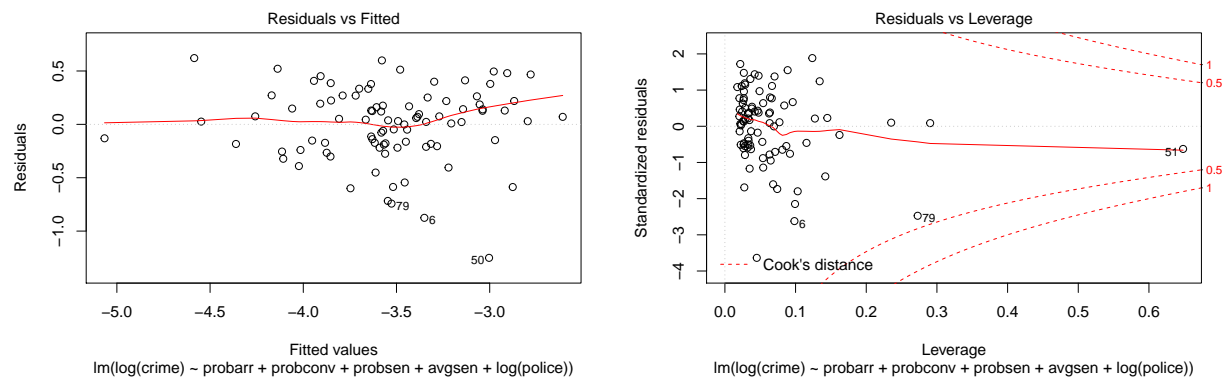 Residuals vs Fitted
Residuals
0.5
0.0
−0.5
−1.0
79
6
50
−5.0 −4.5 −4.0 −3.5 −3.0
Fitted values
lm(log(crime) ~ probarr + probconv + probsen + avgsen + log(police))
Residuals vs Leverage
Standardized residuals
2
1
0
−1
−2
−3
−4
1
0.5
0.5
1
51
79
6
Cook's distance
0.0 0.1 0.2 0.3 0.4 0.5 0.6
Leverage
lm(log(crime) ~ probarr + probconv + probsen + avgsen + log(police))